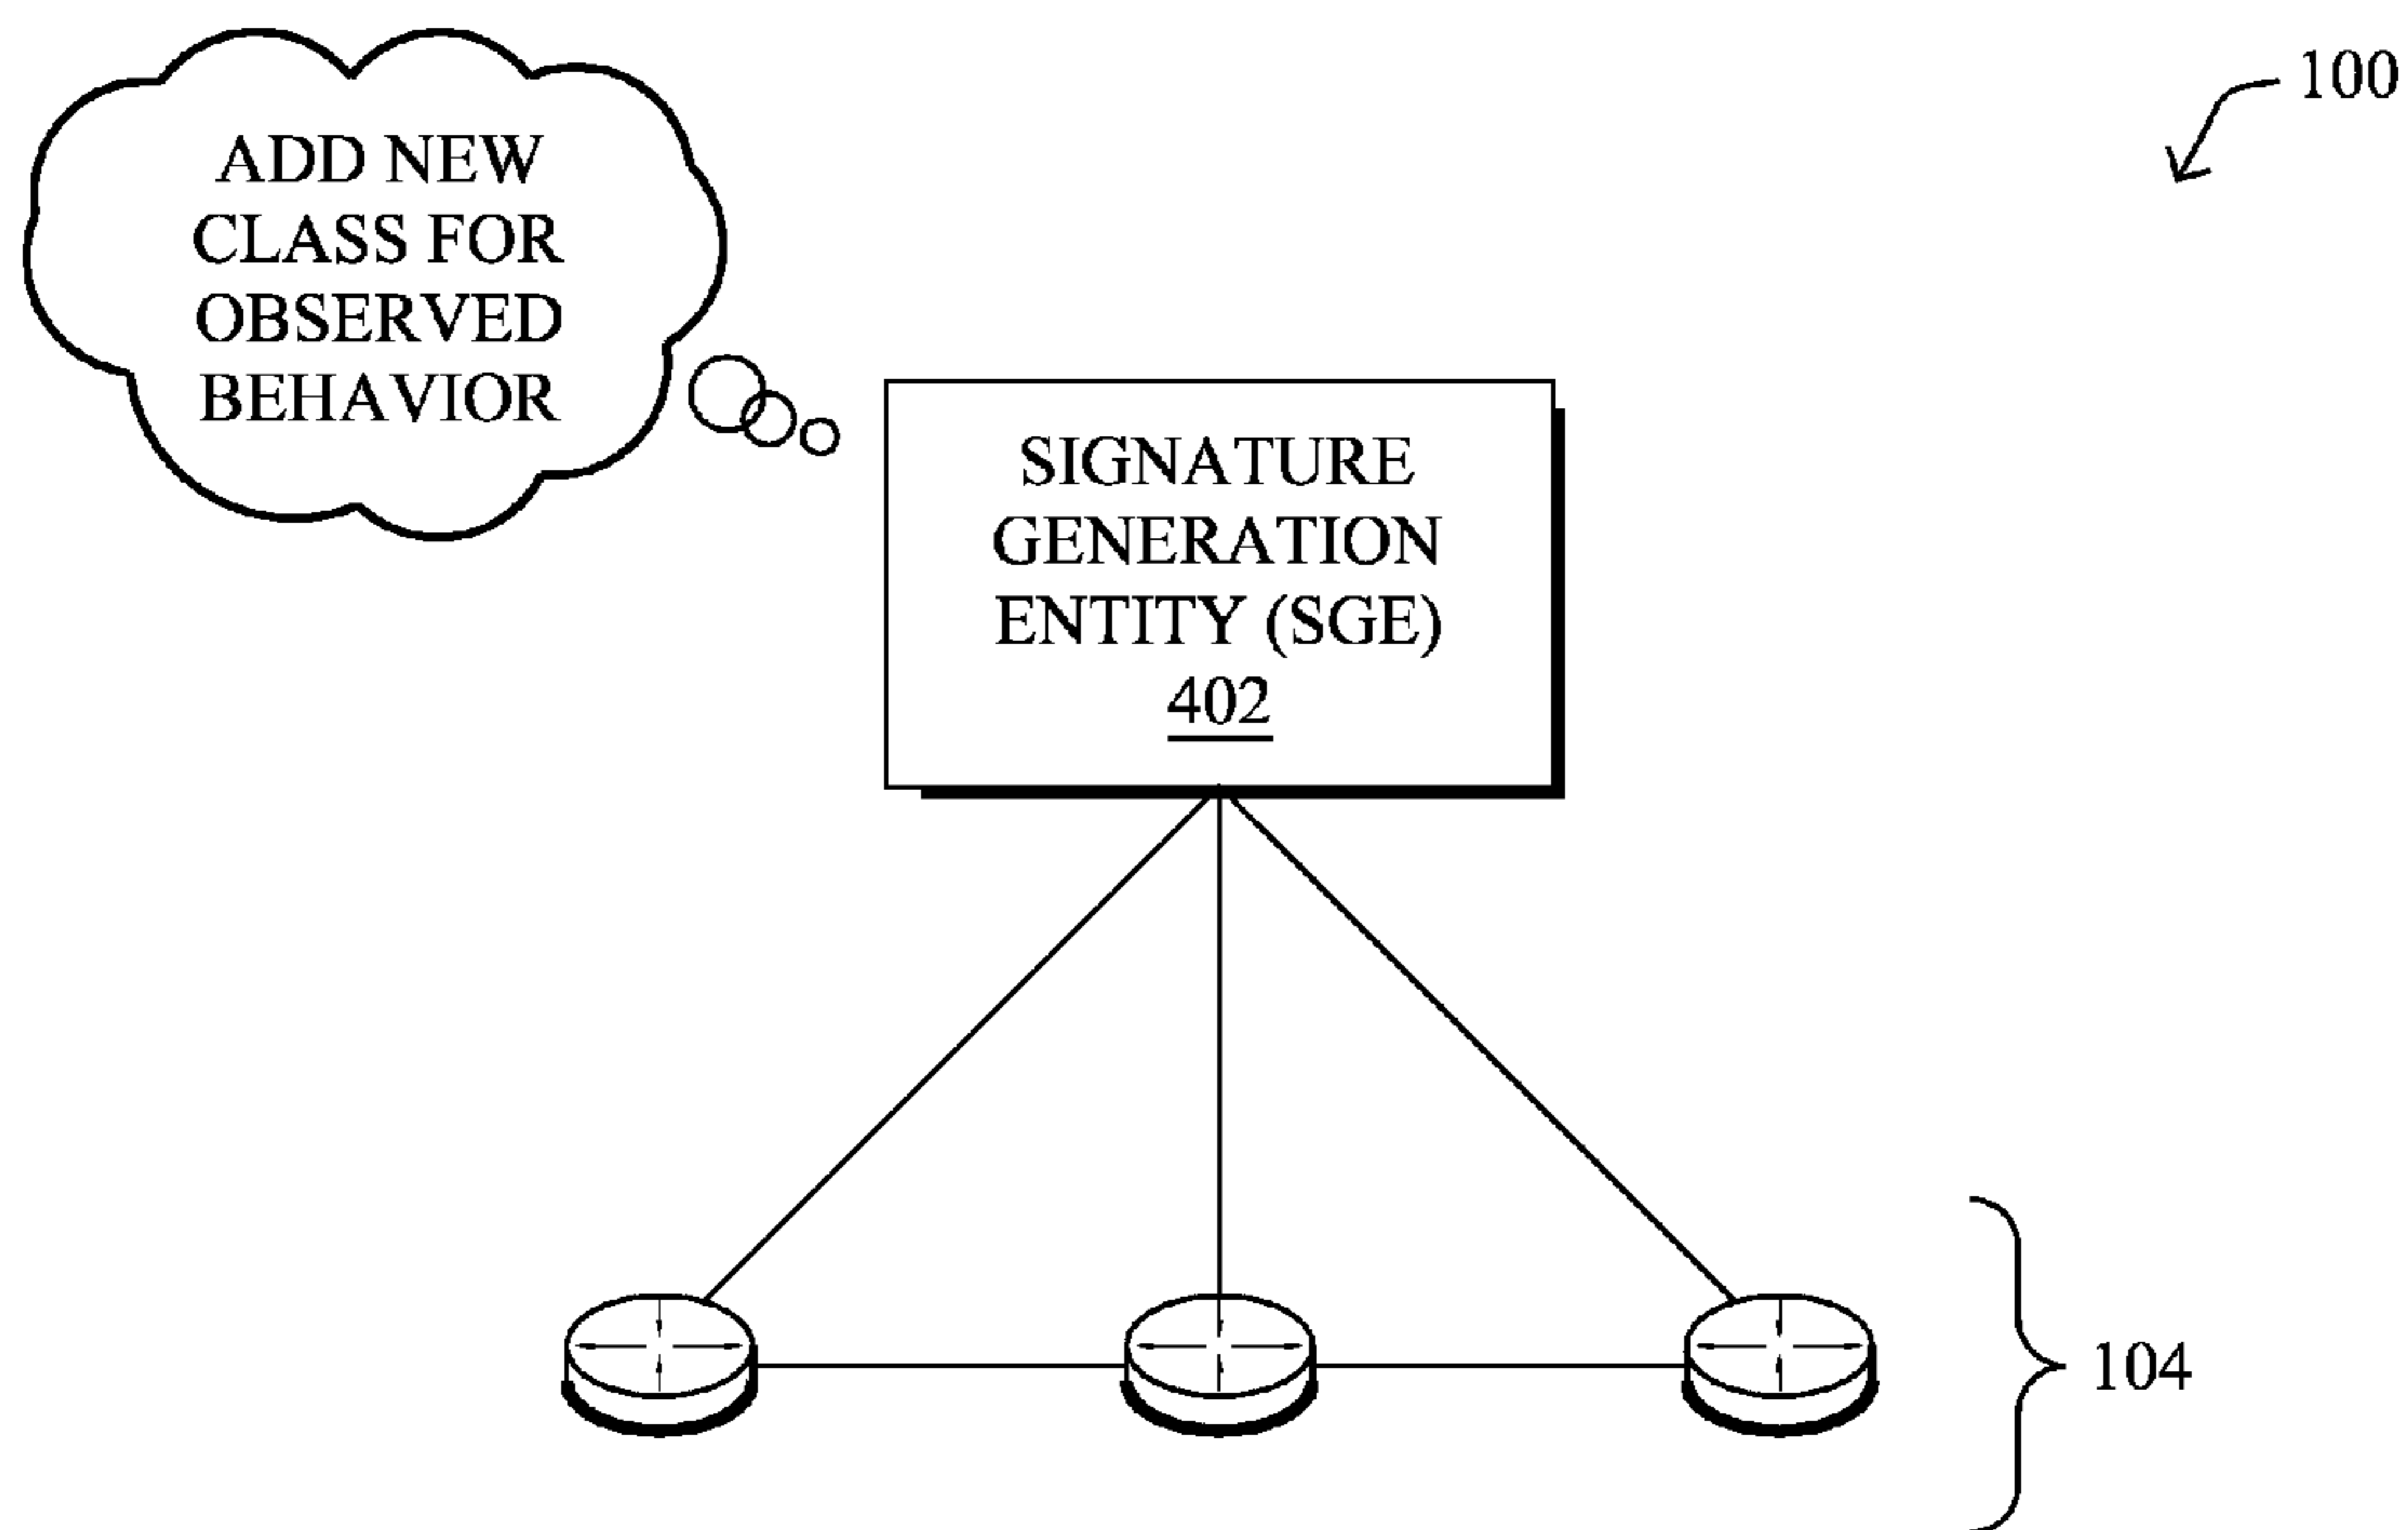 100
ADD NEW
CLASS FOR
OBSERVED
BEHAVIOR
SIGNATURE
GENERATION
ENTITY (SGE)
402
104